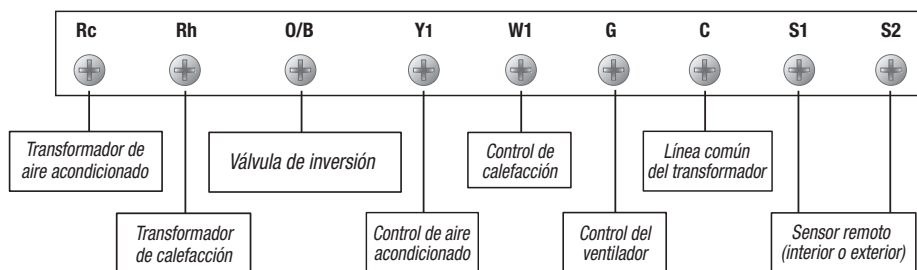 Rc Rh O/B Y1 W1 G C S1 S2
Transformador de
aire acondicionado
Válvula de inversión
Control de
calefacción
Línea común
del transformador
Transformador
de calefacción
Control de aire
acondicionado
Control del
ventilador
Sensor remoto
(interior o exterior)